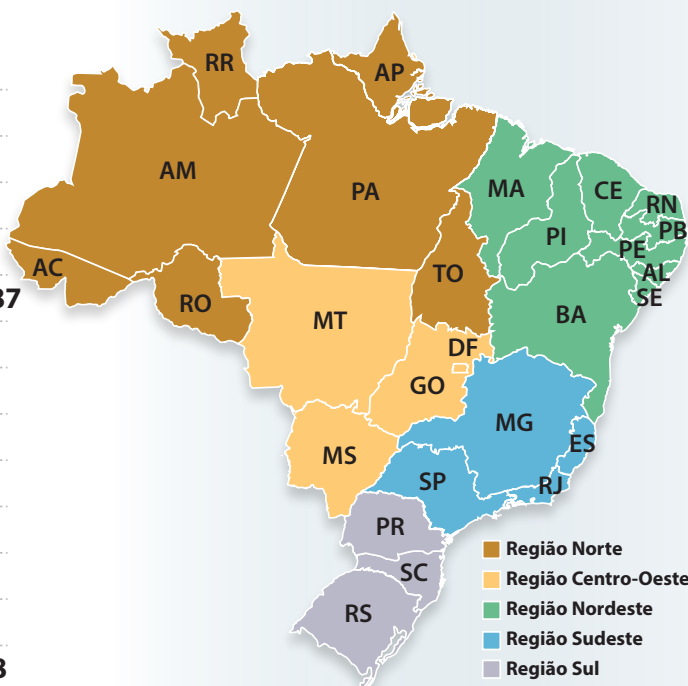 RR
AP
AM
PA
MA
CE
RN
PB
PI
PE
AC
TO
AL
SE
RO
MT
BA
DF
GO
MG
ES
MS
SP
RJ
PR
SC
RS
Região Norte
Região Centro-Oeste
Região Nordeste
Região Sudeste
Região Sul